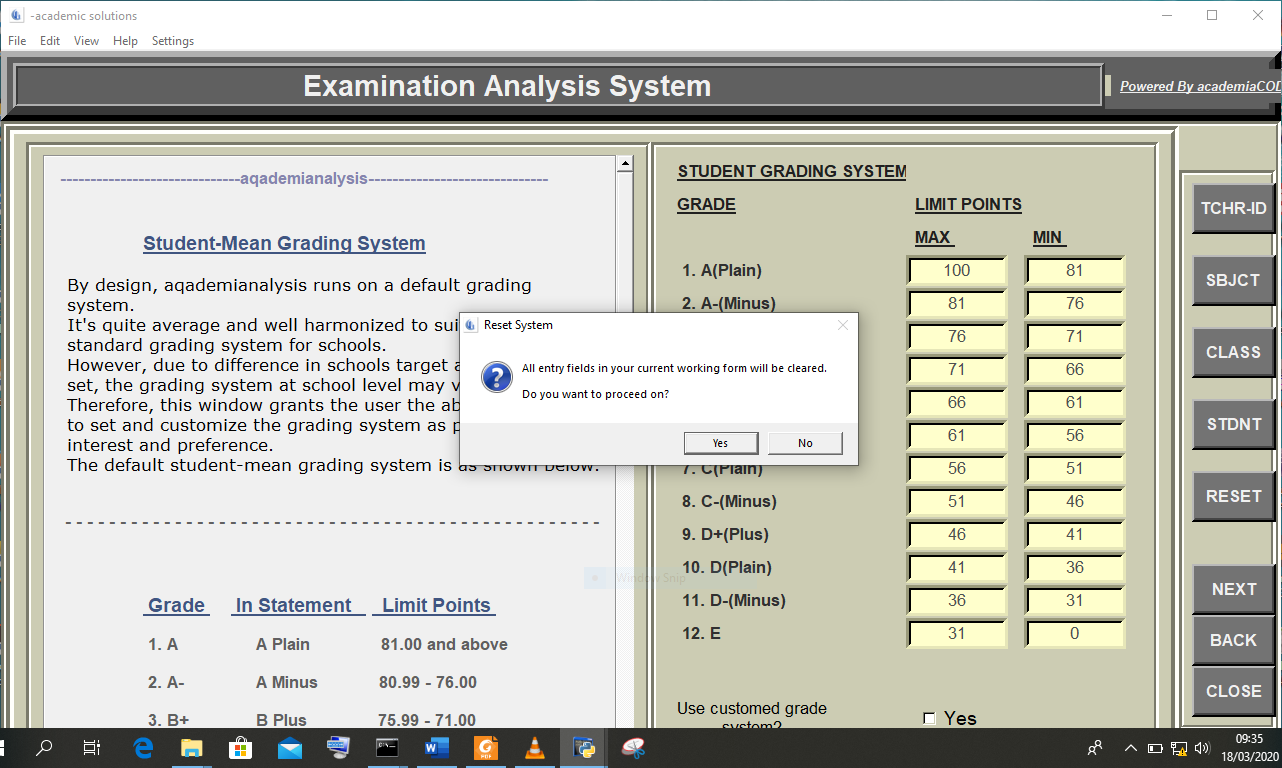 -academic solutions
File Edit View Help Settings
Examination Analysis System
Powered By academiaCOD
------------------------------aqademianalysis------------------------------
Student-Mean Grading System
By design, aqademianalysis runs on a default grading
system.
It's quite average and well harmonized to sui
standard grading system for schools.
However, due to difference in schools target a
set, the grading system at school level may v
Therefore, this window grants the user the ab
to set and customize the grading system as p
interest and preference.
The default student-mean grading system is as shown below.
- - - - - - - - - - - - - - - - - - - - - - - - - - - - - - - - - - - - - - - - - - - - -
Grade In Statement Limit Points
1. A A Plain 81.00 and above
2. A- A Minus 80.99 - 76.00
3. B+ B Plus 75.99 - 71.00
STUDENT GRADING SYSTEM
GRADE LIMIT POINTS
MAX MIN
1. A(Plain) 100 81
2. A-(Minus) 81 76
76 71
71 66
66 61
61 56
7. C(Plain) 56 51
8. C-(Minus) 51 46
9. D+(Plus) 46 41
10. D(Plain) 41 36
11. D-(Minus) 36 31
12. E 31 0
Use customed grade
system?
Yes
Reset System
All entry fields in your current working form will be cleared.
Do you want to proceed on?
Yes No
Window Snip
TCHR-ID
SBJCT
CLASS
STDNT
RESET
NEXT
BACK
CLOSE
09:35
18/03/2020